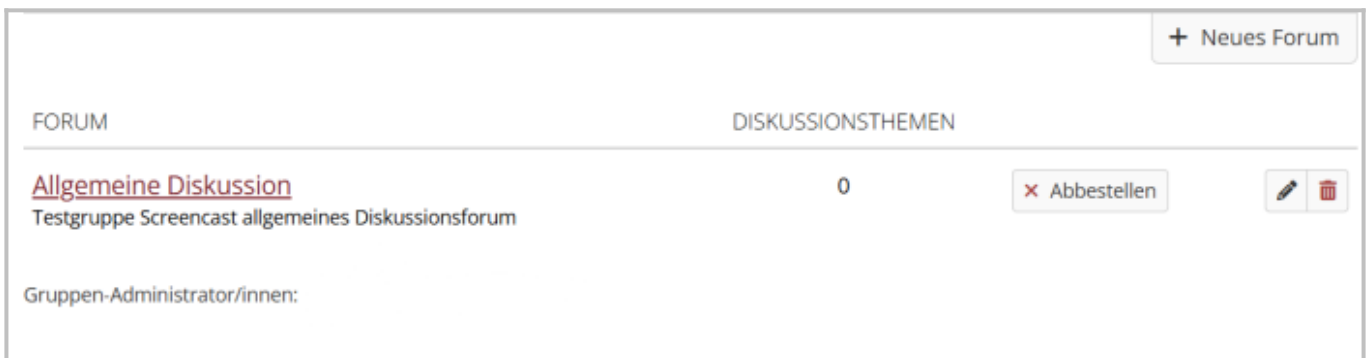 + Neues Forum
FORUM DISKUSSIONSTHEMEN
Allgemeine Diskussion 0 × Abbestellen
Testgruppe Screencast allgemeines Diskussionsforum
Gruppen-Administrator/innen: